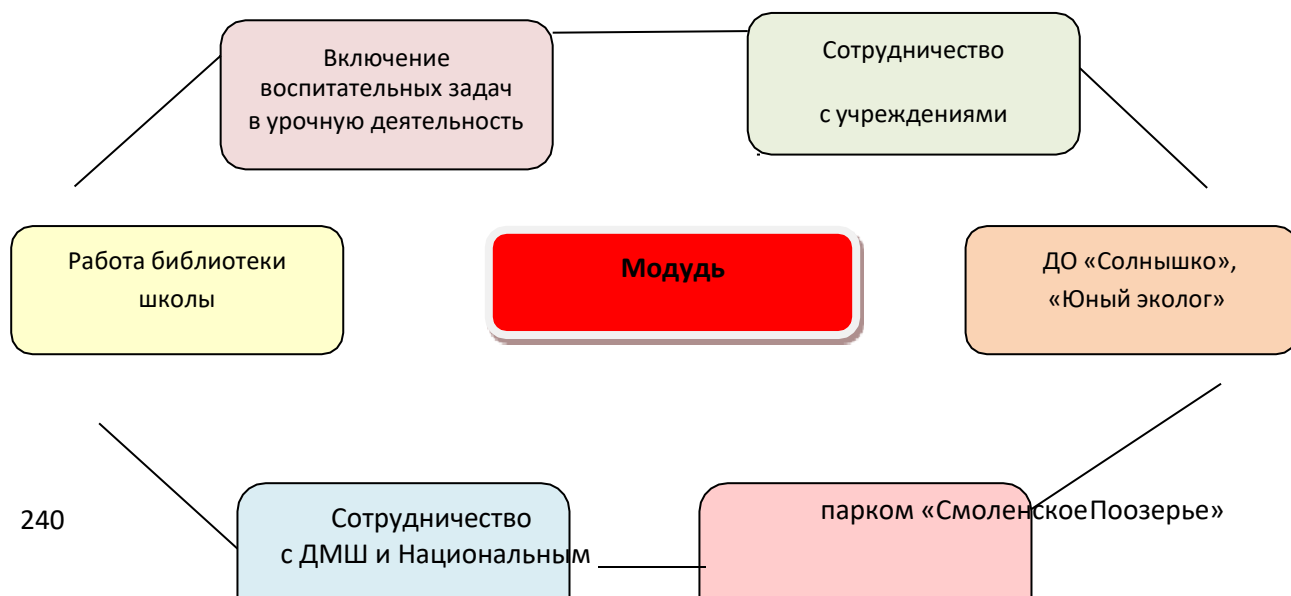 Включение
воспитательных задач
в урочную деятельность
Сотрудничество
с учреждениями
Работа библиотеки
школы
Модудь
ДО «Солнышко»,
«Юный эколог»
240
Сотрудничество
с ДМШ и Национальным
парком «СмоленскоеПоозерье»